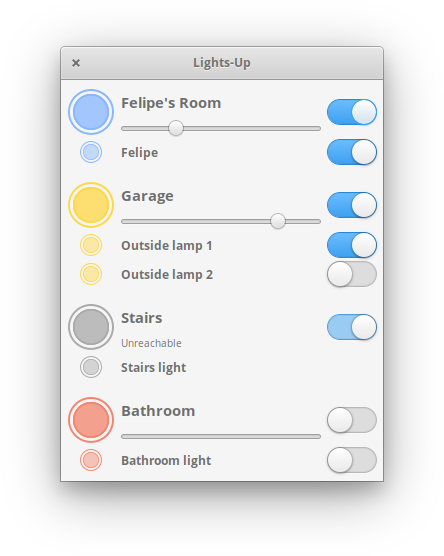 Lights-Up
Felipe's Room
Felipe
Garage
Outside lamp 1
Outside lamp 2
Stairs
Unreachable
Stairs light
Bathroom
Bathroom light